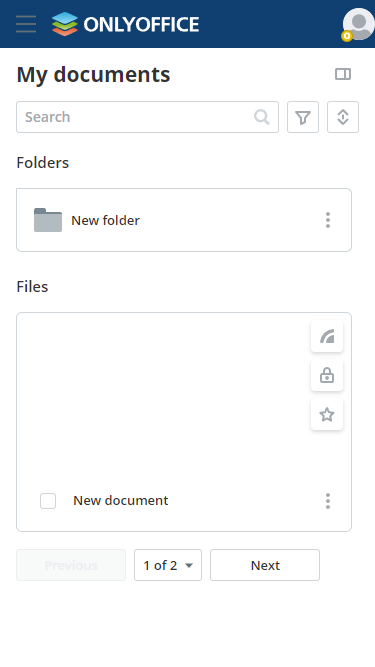 ONLYOFFICE
My documents
Search
Folders
New folder
Files
New document
Previous
1 of 2
Next